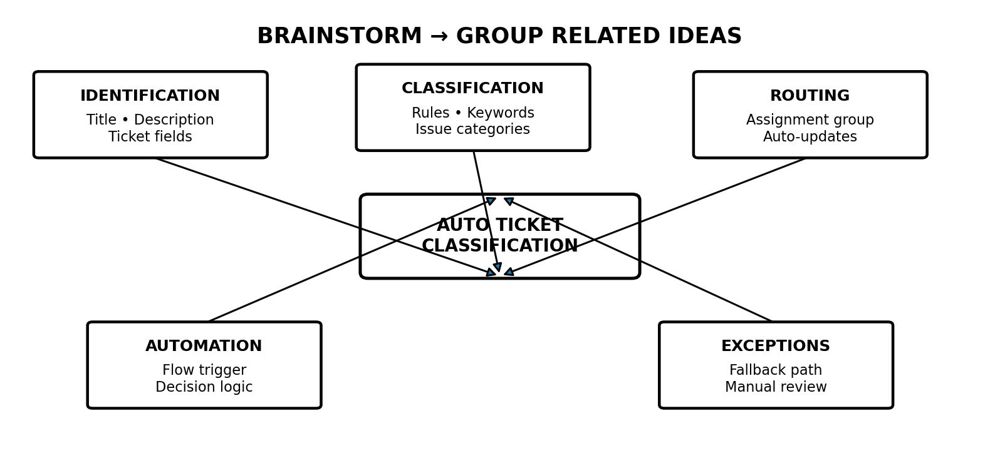 BRAINSTORM → GROUP RELATED IDEAS
IDENTIFICATION
Title • Description
Ticket fields
CLASSIFICATION
Rules • Keywords
Issue categories
ROUTING
Assignment group
Auto-updates
AUTO TICKET
CLASSIFICATION
AUTOMATION
Flow trigger
Decision logic
EXCEPTIONS
Fallback path
Manual review